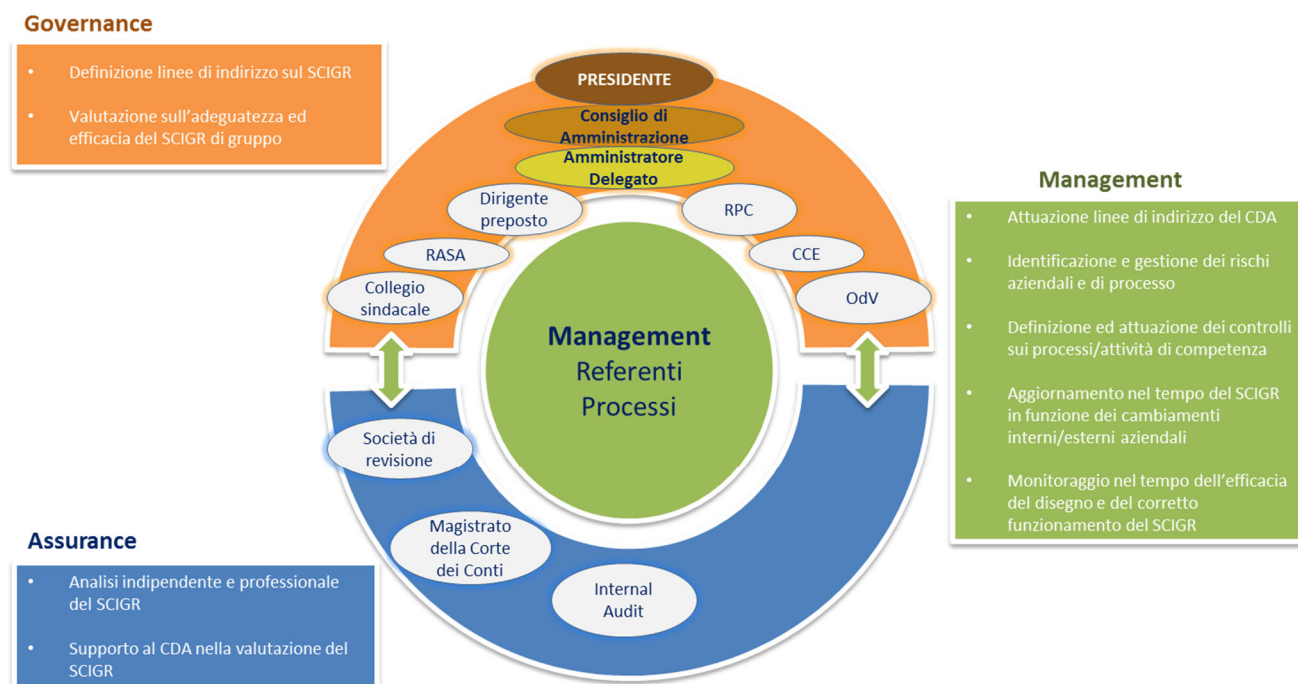 Governance
• Definizione linee di indirizzo sul SCIGR
• Valutazione sull'adeguatezza ed
efficacia del SCIGR di gruppo
PRESIDENTE
Consiglio di
Amministrazione
Amministratore
Delegato
Dirigente
preposto
RPC
RASA
CCE
Collegio
sindacale
OdV
Management
Referenti
Processi
Società di
revisione
Magistrato
della Corte
dei Conti
Internal
Audit
Management
• Attuazione linee di indirizzo del CDA
• Identificazione e gestione dei rischi
aziendali e di processo
• Definizione ed attuazione dei controlli
sui processi/attività di competenza
• Aggiornamento nel tempo del SCIGR
in funzione dei cambiamenti
interni/esterni aziendali
• Monitoraggio nel tempo dell'efficacia
del disegno e del corretto
funzionamento del SCIGR
Assurance
• Analisi indipendente e professionale
del SCIGR
• Supporto al CDA nella valutazione del
SCIGR